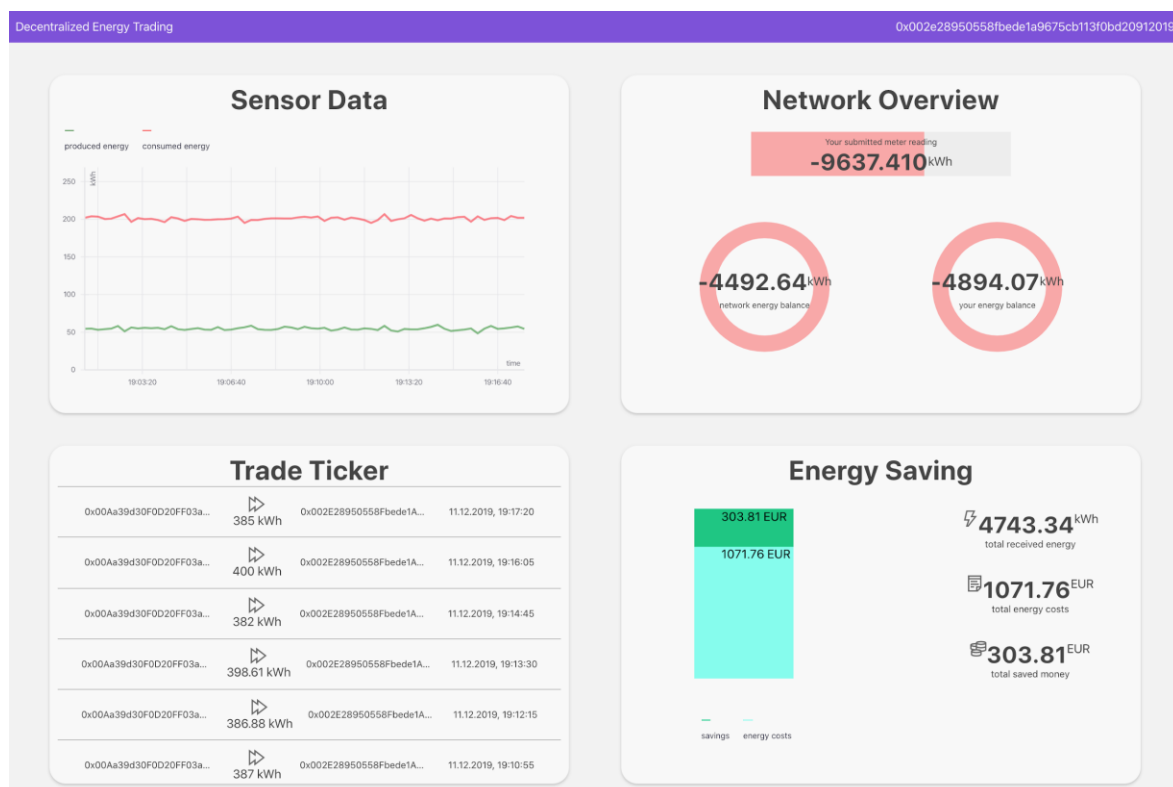 Decentralized Energy Trading
0x002e28950558fbede1a9675cb113f0bd20912019
Sensor Data
produced energy consumed energy
kWh
250
200
150
100
50
0
time
19:03:20 19:06:40 19:10:00 19:13:20 19:16:40
Network Overview
Your submitted meter reading
-9637.410kWh
-4492.64kWh
network energy balance
-4894.07kWh
your energy balance
Trade Ticker
0x00Aa39d30F0D20FF03a... 385 kWh 0x002E28950558Fbede1A... 11.12.2019, 19:17:20
0x00Aa39d30F0D20FF03a... 400 kWh 0x002E28950558Fbede1A... 11.12.2019, 19:16:05
0x00Aa39d30F0D20FF03a... 382 kWh 0x002E28950558Fbede1A... 11.12.2019, 19:14:45
0x00Aa39d30F0D20FF03a... 398.61 kWh 0x002E28950558Fbede1A... 11.12.2019, 19:13:30
0x00Aa39d30F0D20FF03a... 386.88 kWh 0x002E28950558Fbede1A... 11.12.2019, 19:12:15
0x00Aa39d30F0D20FF03a... 387 kWh 0x002E28950558Fbede1A... 11.12.2019, 19:10:55
Energy Saving
303.81 EUR
1071.76 EUR
savings energy costs
4743.34kWh
total received energy
1071.76EUR
total energy costs
303.81EUR
total saved money